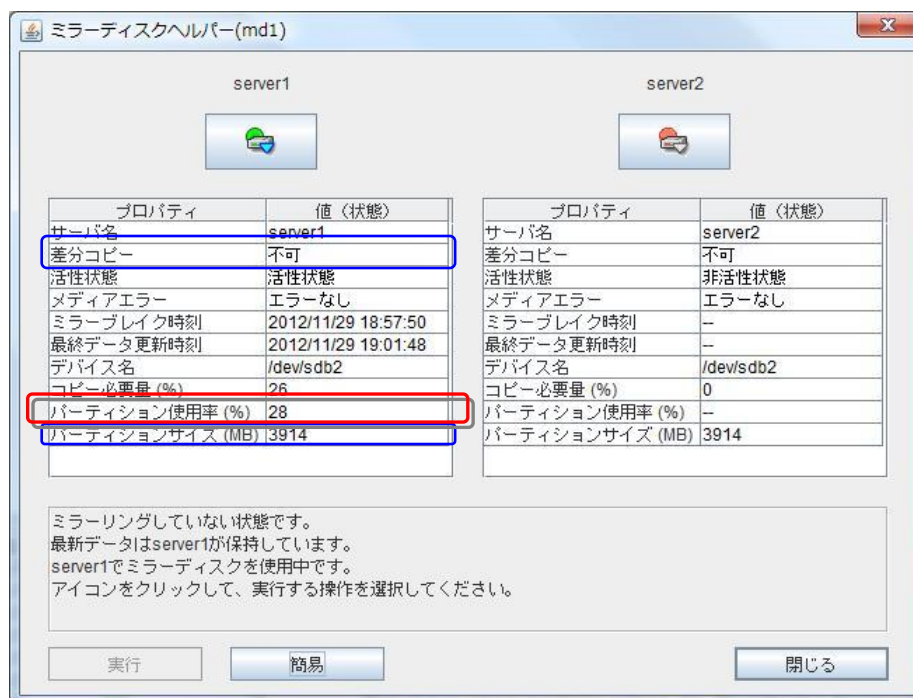 ミラーディスクヘルパー(md1)
server1
server2
プロパティ 値（状態）
サーバ名 server1
差分コピー 不可
活性状態 活性状態
メディアエラー エラーなし
ミラーブレイク時刻 2012/11/29 18:57:50
最終データ更新時刻 2012/11/29 19:01:48
デバイス名 /dev/sdb2
コピー必要量 (%) 26
パーティション使用率 (%) 28
パーティションサイズ (MB) 3914
プロパティ 値（状態）
サーバ名 server2
差分コピー 不可
活性状態 非活性状態
メディアエラー エラーなし
ミラーブレイク時刻 --
最終データ更新時刻 --
デバイス名 /dev/sdb2
コピー必要量 (%) 0
パーティション使用率 (%) --
パーティションサイズ (MB) 3914
ミラーリングしていない状態です。
最新データはserver1が保持しています。
server1でミラーディスクを使用中です。
アイコンをクリックして、実行する操作を選択してください。
実行 簡易 閉じる